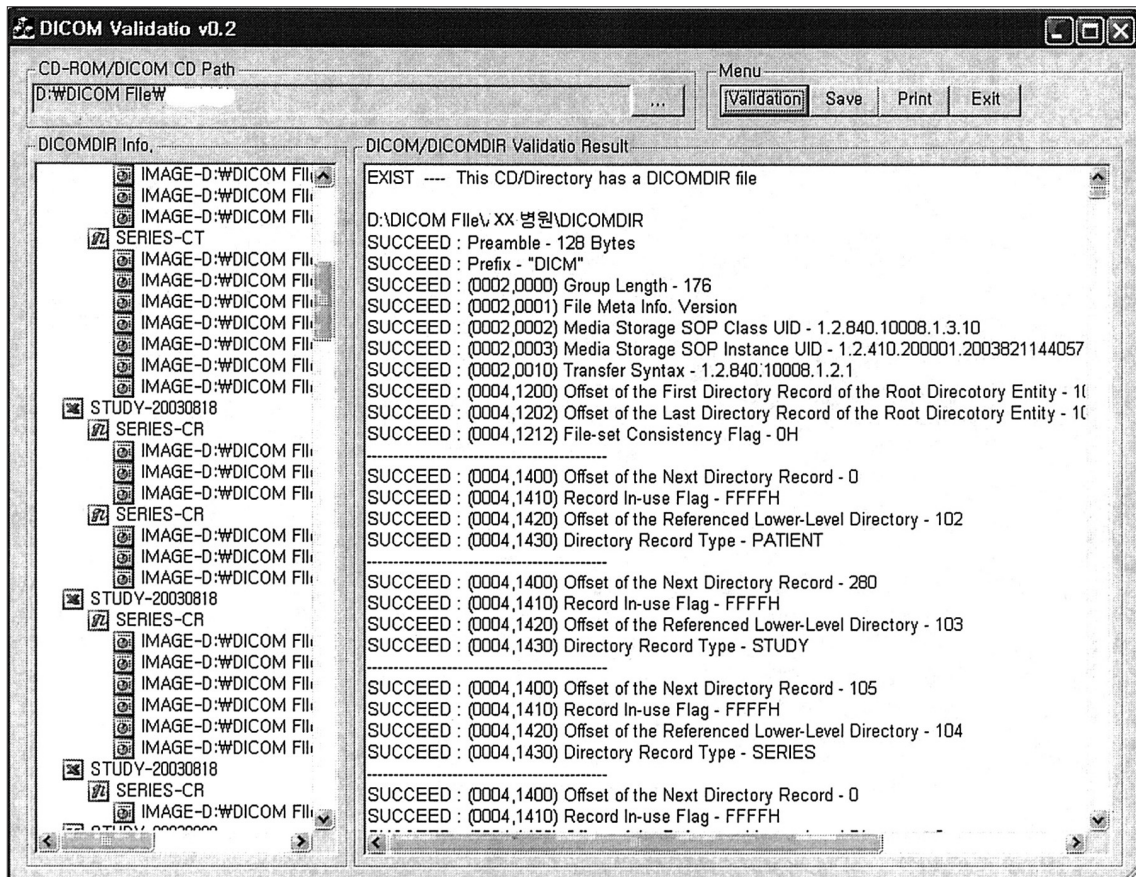 DICOM Validatio v0.2
CD-ROM/DICOM CD Path
D:₩DICOM FIle₩
...
Menu
Validation
Save
Print
Exit
DICOMDIR Info.
IMAGE-D:₩DICOM FIl
IMAGE-D:₩DICOM FIl
IMAGE-D:₩DICOM FIl
SERIES-CT
IMAGE-D:₩DICOM FIl
IMAGE-D:₩DICOM FIl
IMAGE-D:₩DICOM FIl
IMAGE-D:₩DICOM FIl
IMAGE-D:₩DICOM FIl
IMAGE-D:₩DICOM FIl
IMAGE-D:₩DICOM FIl
STUDY-20030818
SERIES-CR
IMAGE-D:₩DICOM FIl
IMAGE-D:₩DICOM FIl
IMAGE-D:₩DICOM FIl
SERIES-CR
IMAGE-D:₩DICOM FIl
IMAGE-D:₩DICOM FIl
IMAGE-D:₩DICOM FIl
STUDY-20030818
SERIES-CR
IMAGE-D:₩DICOM FIl
IMAGE-D:₩DICOM FIl
IMAGE-D:₩DICOM FIl
IMAGE-D:₩DICOM FIl
IMAGE-D:₩DICOM FIl
IMAGE-D:₩DICOM FIl
STUDY-20030818
SERIES-CR
IMAGE-D:₩DICOM FIl
DICOM/DICOMDIR Validatio Result
EXIST ---- This CD/Directory has a DICOMDIR file
D:\DICOM FIle\ XX 병원\DICOMDIR
SUCCEED : Preamble - 128 Bytes
SUCCEED : Prefix - "DICM"
SUCCEED : (0002,0000) Group Length - 176
SUCCEED : (0002,0001) File Meta Info. Version
SUCCEED : (0002,0002) Media Storage SOP Class UID - 1.2.840.10008.1.3.10
SUCCEED : (0002,0003) Media Storage SOP Instance UID - 1.2.410.200001.2003821144057
SUCCEED : (0002,0010) Transfer Syntax - 1.2.840.10008.1.2.1
SUCCEED : (0004,1200) Offset of the First Directory Record of the Root Direcotory Entity - 10
SUCCEED : (0004,1202) Offset of the Last Directory Record of the Root Direcotory Entity - 10
SUCCEED : (0004,1212) File-set Consistency Flag - 0H
------------------------------------------
SUCCEED : (0004,1400) Offset of the Next Directory Record - 0
SUCCEED : (0004,1410) Record In-use Flag - FFFFH
SUCCEED : (0004,1420) Offset of the Referenced Lower-Level Directory - 102
SUCCEED : (0004,1430) Directory Record Type - PATIENT
------------------------------------------
SUCCEED : (0004,1400) Offset of the Next Directory Record - 280
SUCCEED : (0004,1410) Record In-use Flag - FFFFH
SUCCEED : (0004,1420) Offset of the Referenced Lower-Level Directory - 103
SUCCEED : (0004,1430) Directory Record Type - STUDY
------------------------------------------
SUCCEED : (0004,1400) Offset of the Next Directory Record - 105
SUCCEED : (0004,1410) Record In-use Flag - FFFFH
SUCCEED : (0004,1420) Offset of the Referenced Lower-Level Directory - 104
SUCCEED : (0004,1430) Directory Record Type - SERIES
------------------------------------------
SUCCEED : (0004,1400) Offset of the Next Directory Record - 0
SUCCEED : (0004,1410) Record In-use Flag - FFFFH